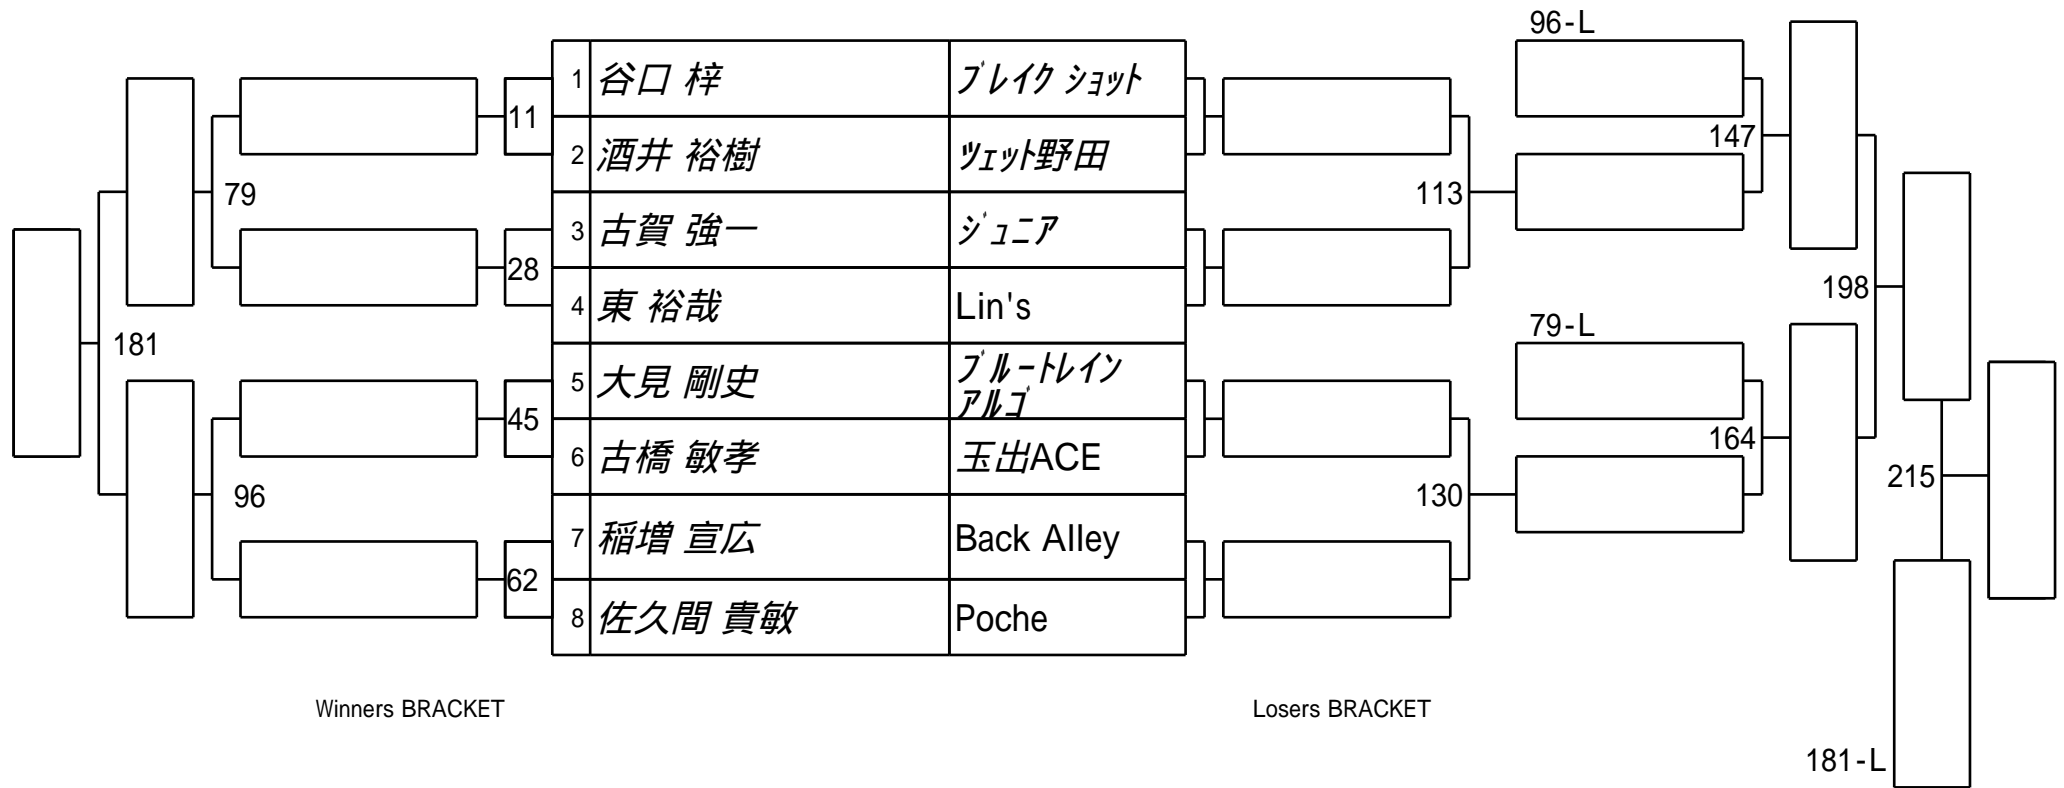 96-L
1 谷口 梓 ﾌﾞﾚｲｸ ｼｮｯﾄ
11
147
2 酒井 裕樹 ﾂｪｯﾄ野田
79
113
3 古賀 強一 ｼﾞｭﾆｱ
28
198
4 東 裕哉 Lin's
79-L
181
5 大見 剛史 ﾌﾞﾙｰﾄﾚｲﾝ
ｱﾙｺﾞ
45
164
6 古橋 敏孝 玉出ACE
215
96
130
7 稲増 宣広 Back Alley
62
8 佐久間 貴敏 Poche
Winners BRACKET
Losers BRACKET
181-L